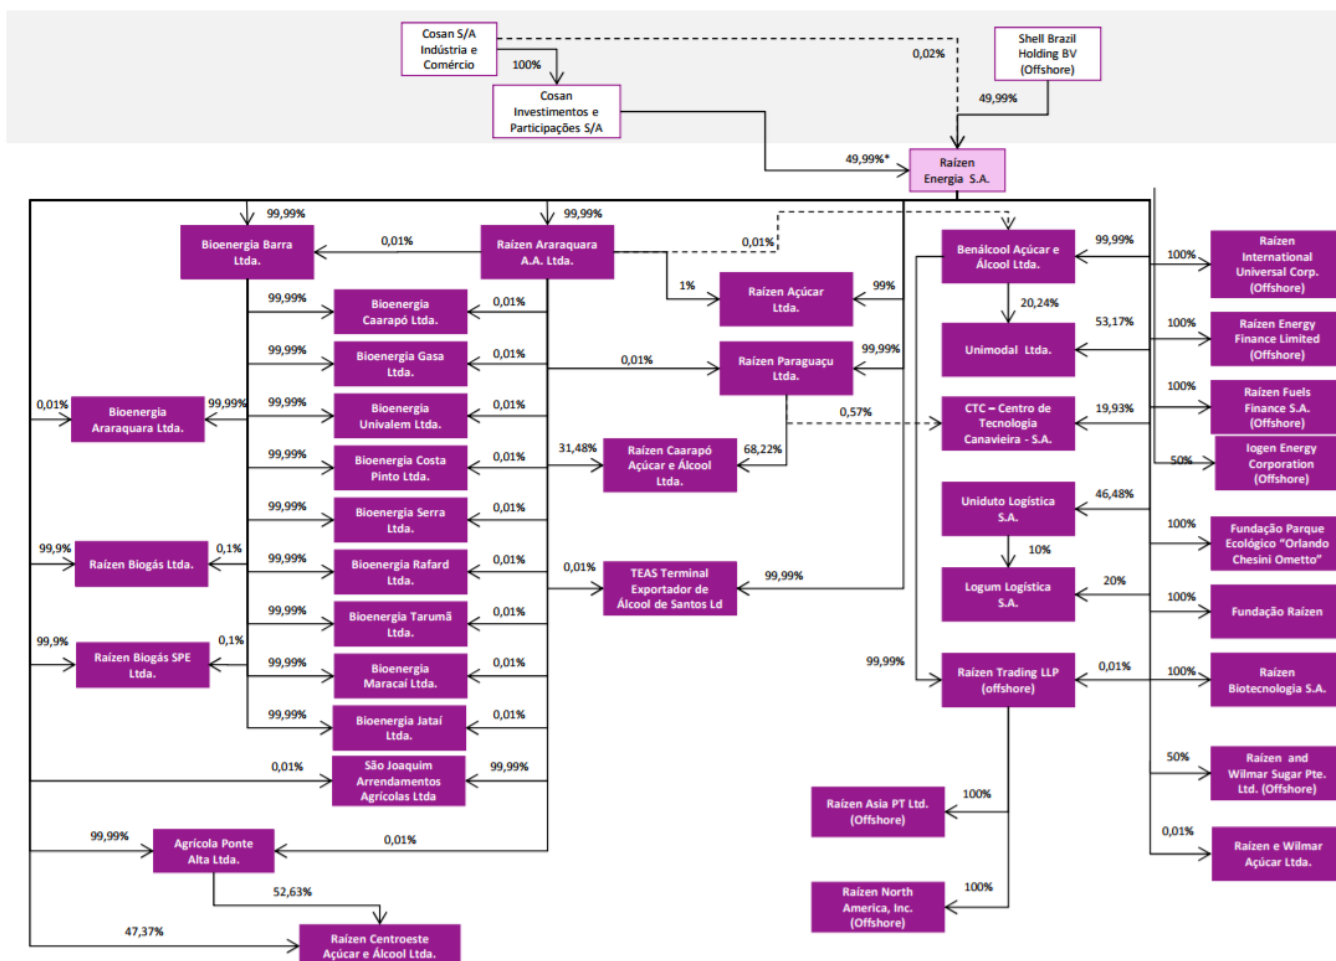 Cosan S/A
Indústria e
Comércio
0,02%
Shell Brazil
Holding BV
(Offshore)
100%
Cosan
Investimentos e
Participações S/A
49,99%
49,99%*
Raízen
Energia S.A.
99,99%
99,99%
Bioenergia Barra
Ltda.
0,01%
Raízen Araraquara
A.A. Ltda.
0,01%
Benálcool Açúcar e
Álcool Ltda.
99,99%
100%
Raízen
International
Universal Corp.
(Offshore)
99,99%
Bioenergia
Caarapó Ltda.
0,01%
1%
Raízen Açúcar
Ltda.
99%
20,24%
53,17%
100%
Raízen Energy
Finance Limited
(Offshore)
99,99%
Bioenergia Gasa
Ltda.
0,01%
0,01%
Raízen Paraguaçu
Ltda.
99,99%
Unimodal Ltda.
100%
Raízen Fuels
Finance S.A.
(Offshore)
0,01%
Bioenergia
Araraquara Ltda.
99,99%
99,99%
Bioenergia
Univalem Ltda.
0,01%
0,57%
CTC – Centro de
Tecnologia
Canavieira - S.A.
19,93%
99,99%
Bioenergia Costa
Pinto Ltda.
0,01%
31,48%
Raízen Caarapó
Açúcar e Álcool
Ltda.
68,22%
50%
Iogen Energy
Corporation
(Offshore)
99,99%
Bioenergia Serra
Ltda.
0,01%
Uniduto Logística
S.A.
46,48%
100%
Fundação Parque
Ecológico “Orlando
Chesini Ometto”
99,9%
Raízen Biogás Ltda.
0,1%
99,99%
Bioenergia Rafard
Ltda.
0,01%
0,01%
TEAS Terminal
Exportador de
Álcool de Santos Ld
99,99%
10%
Logum Logística
S.A.
20%
100%
Fundação Raízen
99,99%
Bioenergia Tarumã
Ltda.
0,01%
99,9%
Raízen Biogás SPE
Ltda.
0,1%
99,99%
Bioenergia
Maracaí Ltda.
0,01%
99,99%
Raízen Trading LLP
(offshore)
0,01%
100%
Raízen
Biotecnologia S.A.
99,99%
Bioenergia Jataí
Ltda.
0,01%
0,01%
São Joaquim
Arrendamentos
Agrícolas Ltda
99,99%
50%
Raízen and
Wilmar Sugar Pte.
Ltd. (Offshore)
Raízen Asia PT Ltd.
(Offshore)
100%
99,99%
Agrícola Ponte
Alta Ltda.
0,01%
0,01%
Raízen e Wilmar
Açúcar Ltda.
52,63%
Raízen North
America, Inc.
(Offshore)
100%
47,37%
Raízen Centroeste
Açúcar e Álcool Ltda.